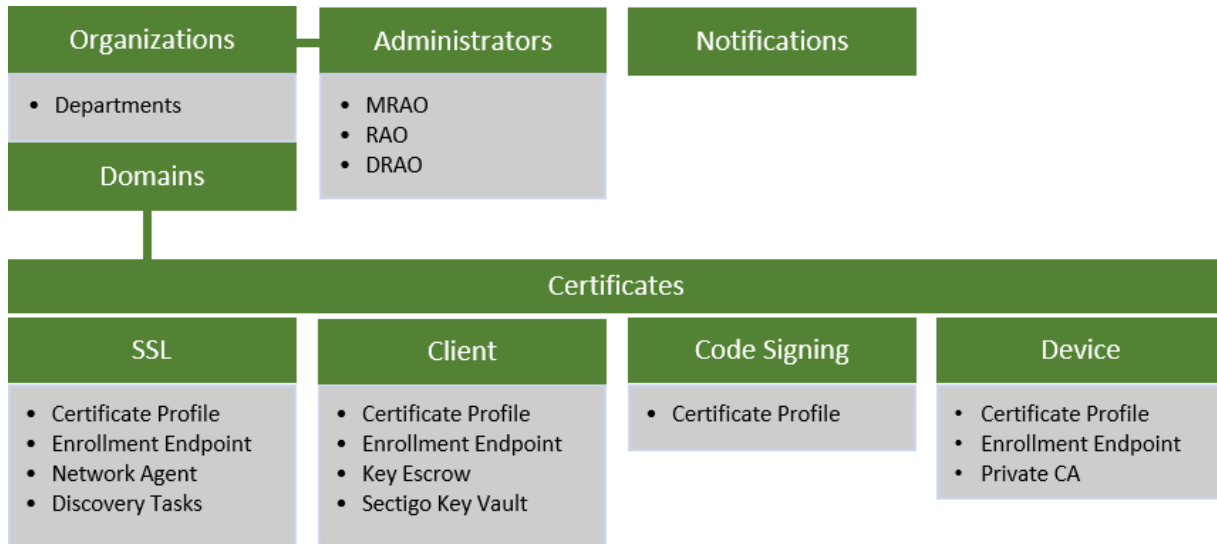 Organizations
• Departments
Domains
Administrators
• MRAO
• RAO
• DRAO
Notifications
Certificates
SSL
• Certificate Profile
• Enrollment Endpoint
• Network Agent
• Discovery Tasks
Client
• Certificate Profile
• Enrollment Endpoint
• Key Escrow
• Sectigo Key Vault
Code Signing
• Certificate Profile
Device
• Certificate Profile
• Enrollment Endpoint
• Private CA